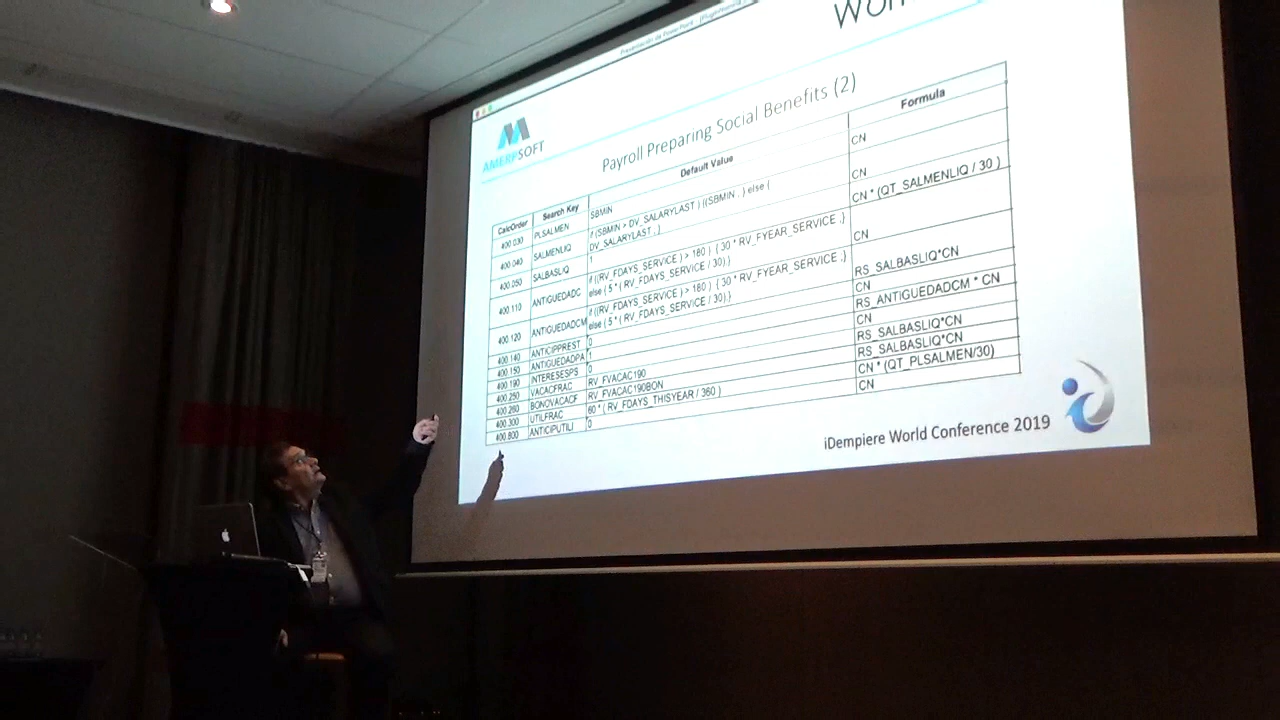 Presentación de PowerPoint
Worl
AMERPSOFT
Payroll Preparing Social Benefits (2)
CalcOrder Search Key Default Value Formula
400.030 PLSALMEN SBMIN CN
400.040 SALMENLIQ if (SBMIN > DV_SALARYLAST ) {(SBMIN ; } else { DV_SALARYLAST ; } CN
400.050 SALBASLIQ 1 CN * (QT_SALMENLIQ / 30 )
400.110 ANTIGUEDADC if ((RV_FDAYS_SERVICE ) > 180 ) { 30 * RV_FYEAR_SERVICE ;} else { 5 * ( RV_FDAYS_SERVICE / 30);} CN
400.120 ANTIGUEDADCM if ((RV_FDAYS_SERVICE ) > 180 ) { 30 * RV_FYEAR_SERVICE ;} else { 5 * ( RV_FDAYS_SERVICE / 30);} RS_SALBASLIQ*CN
400.140 ANTICIPPREST 0 CN
400.150 ANTIGUEDADPA 1 RS_ANTIGUEDADCM * CN
400.190 INTERESESPS 0 CN
400.250 VACACFRAC RV_FVACAC190 RS_SALBASLIQ*CN
400.260 BONOVACACF RV_FVACAC190BON RS_SALBASLIQ*CN
400.300 UTILFRAC 60 * ( RV_FDAYS_THISYEAR / 360 ) CN * (QT_PLSALMEN/30)
400.800 ANTICIPUTILI 0 CN
iDempiere World Conference 2019